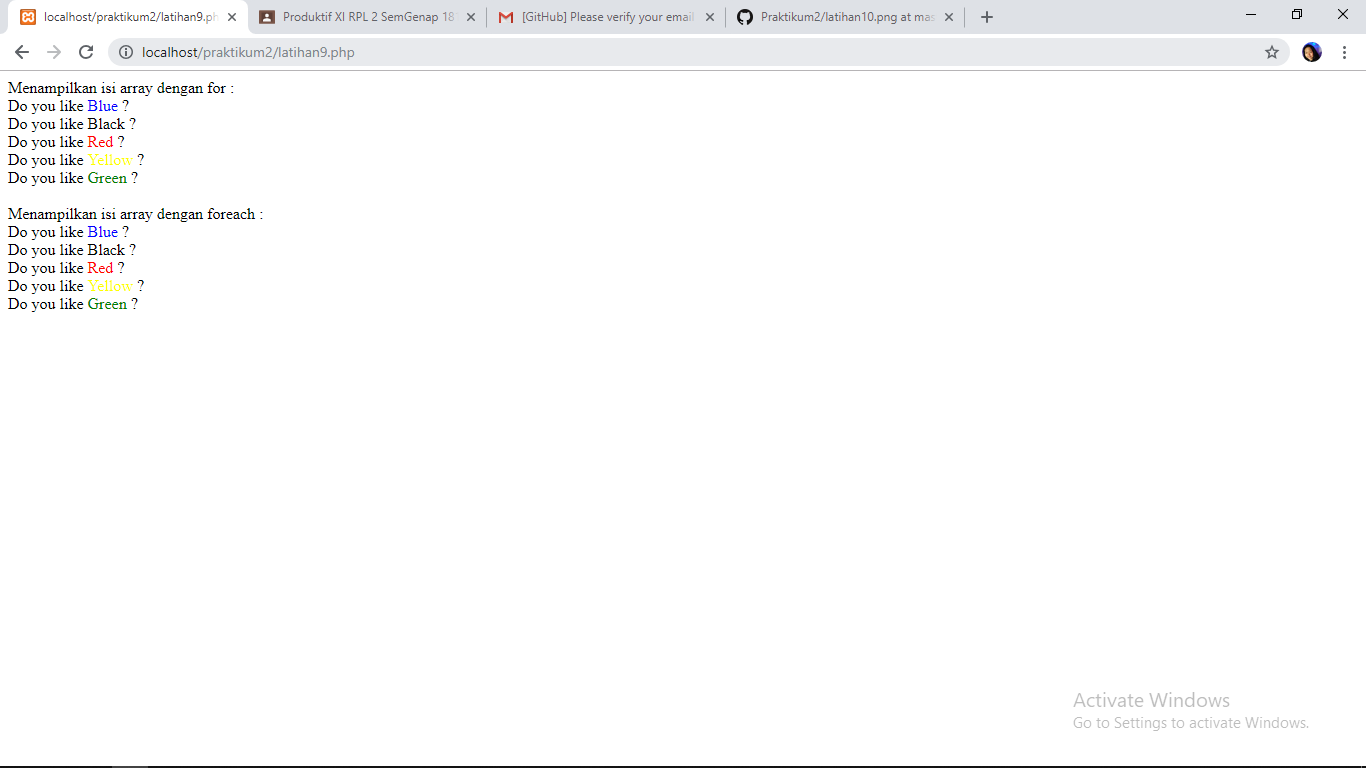 localhost/praktikum2/latihan9.ph
Produktif XI RPL 2 SemGenap 18
[GitHub] Please verify your email
Praktikum2/latihan10.png at mas
localhost/praktikum2/latihan9.php
Menampilkan isi array dengan for :
Do you like Blue ?
Do you like Black ?
Do you like Red ?
Do you like Yellow ?
Do you like Green ?
Menampilkan isi array dengan foreach :
Do you like Blue ?
Do you like Black ?
Do you like Red ?
Do you like Yellow ?
Do you like Green ?
Activate Windows
Go to Settings to activate Windows.